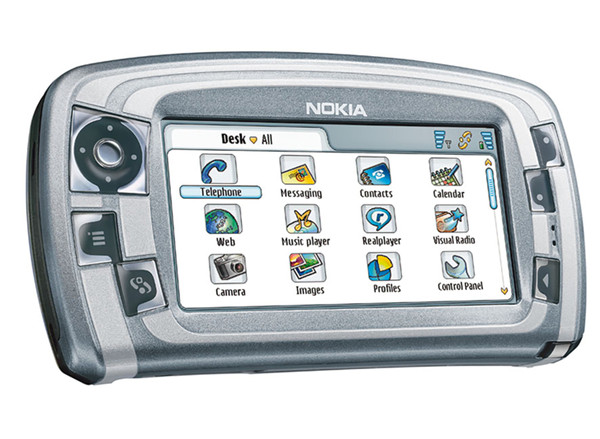 NOKIA
Desk All
Telephone Messaging Contacts Calendar
Web Music player Realplayer Visual Radio
Camera Images Profiles Control Panel